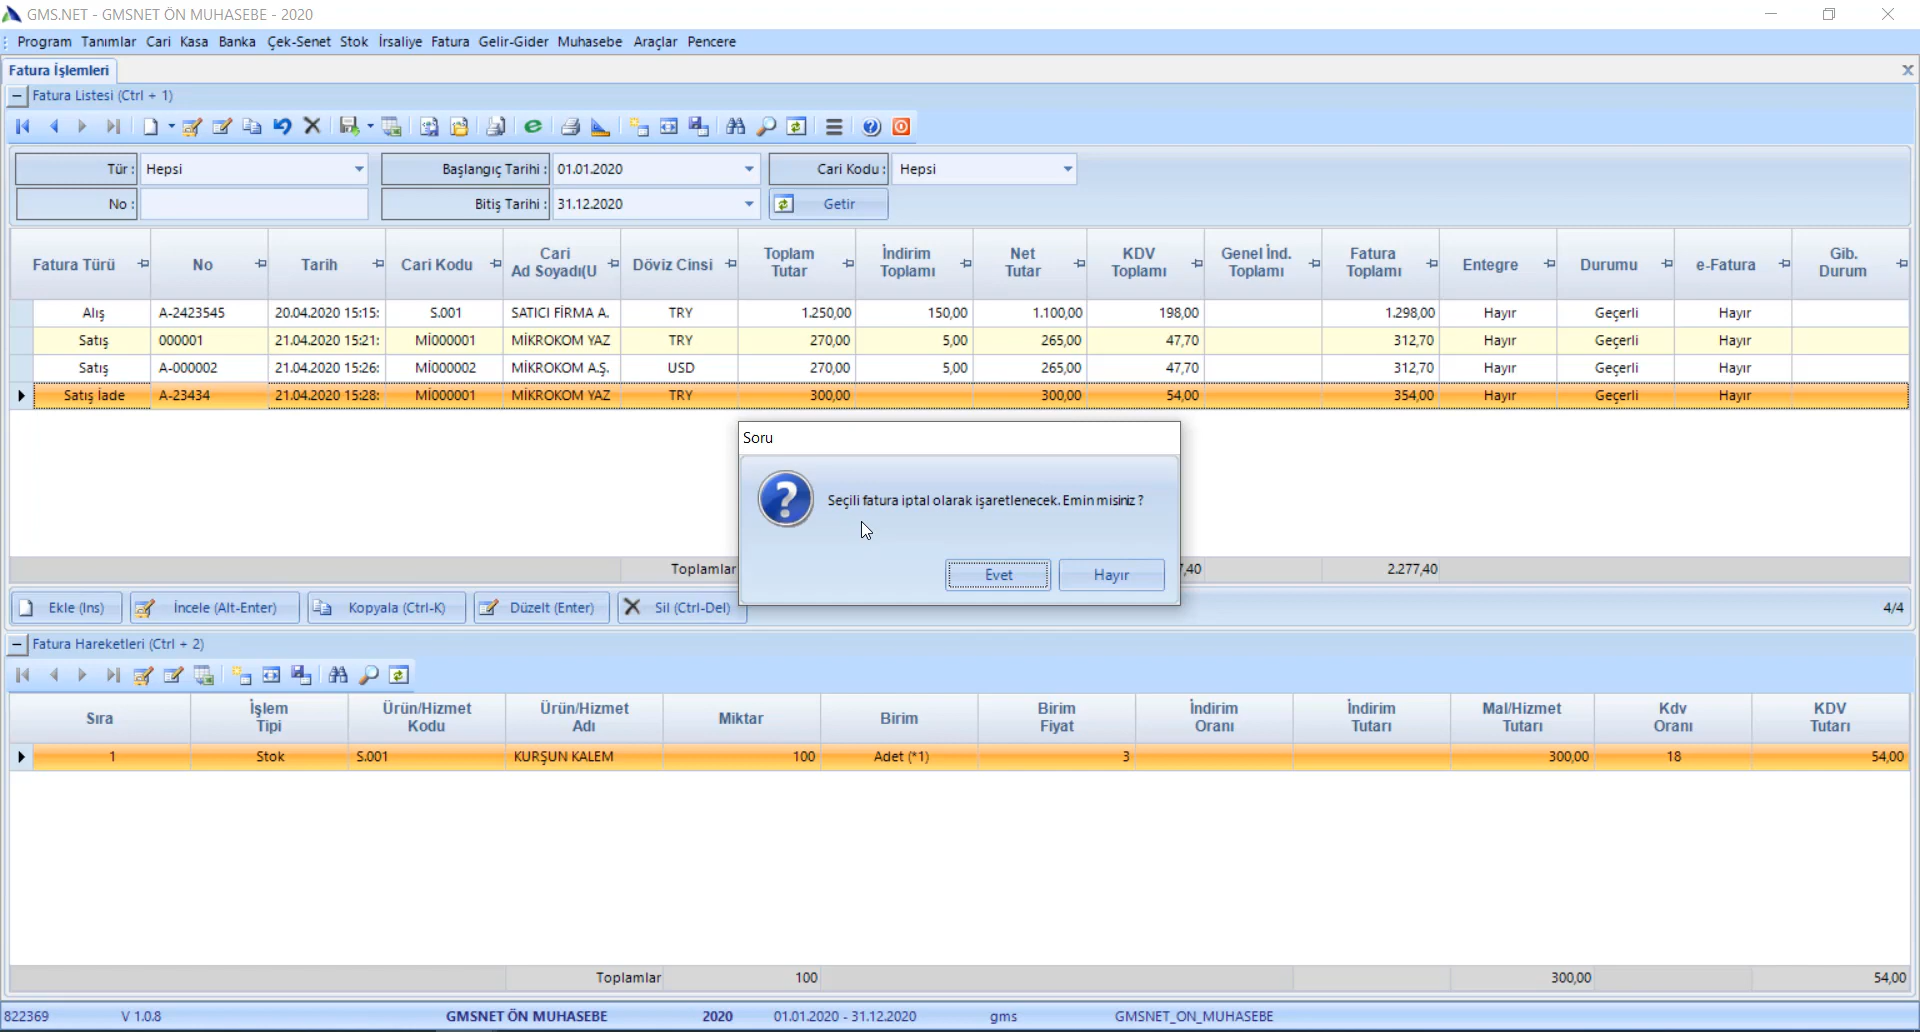 GMS.NET - GMSNET ÖN MUHASEBE - 2020
Program Tanımlar Cari Kasa Banka Çek-Senet Stok İrsaliye Fatura Gelir-Gider Muhasebe Araçlar Pencere
Fatura İşlemleri
Fatura Listesi (Ctrl + 1)
Tür : Hepsi Başlangıç Tarihi : 01.01.2020 Cari Kodu : Hepsi
No : Bitiş Tarihi : 31.12.2020 Getir
Fatura Türü No Tarih Cari Kodu Cari Ad Soyadı(U Döviz Cinsi Toplam Tutar İndirim Toplamı Net Tutar KDV Toplamı Genel İnd. Toplamı Fatura Toplamı Entegre Durumu e-Fatura Gib. Durum
Alış A-2423545 20.04.2020 15:15: S.001 SATICI FİRMA A. TRY 1.250,00 150,00 1.100,00 198,00 1.298,00 Hayır Geçerli Hayır
Satış 000001 21.04.2020 15:21: Mİ000001 MİKROKOM YAZ TRY 270,00 5,00 265,00 47,70 312,70 Hayır Geçerli Hayır
Satış A-000002 21.04.2020 15:26: Mİ000002 MİKROKOM A.Ş. USD 270,00 5,00 265,00 47,70 312,70 Hayır Geçerli Hayır
Satış İade A-23434 21.04.2020 15:28: Mİ000001 MİKROKOM YAZ TRY 300,00 300,00 54,00 354,00 Hayır Geçerli Hayır
Soru
Seçili fatura iptal olarak işaretlenecek. Emin misiniz ?
Evet Hayır
Toplamlar 7,40 2.277,40
Ekle (Ins) İncele (Alt-Enter) Kopyala (Ctrl-K) Düzelt (Enter) Sil (Ctrl-Del) 4/4
Fatura Hareketleri (Ctrl + 2)
Sıra İşlem Tipi Ürün/Hizmet Kodu Ürün/Hizmet Adı Miktar Birim Birim Fiyat İndirim Oranı İndirim Tutarı Mal/Hizmet Tutarı Kdv Oranı KDV Tutarı
1 Stok S.001 KURŞUN KALEM 100 Adet (*1) 3 300,00 18 54,00
Toplamlar 100 300,00 54,00
822369 V 1.0.8 GMSNET ÖN MUHASEBE 2020 01.01.2020 - 31.12.2020 gms GMSNET_ON_MUHASEBE